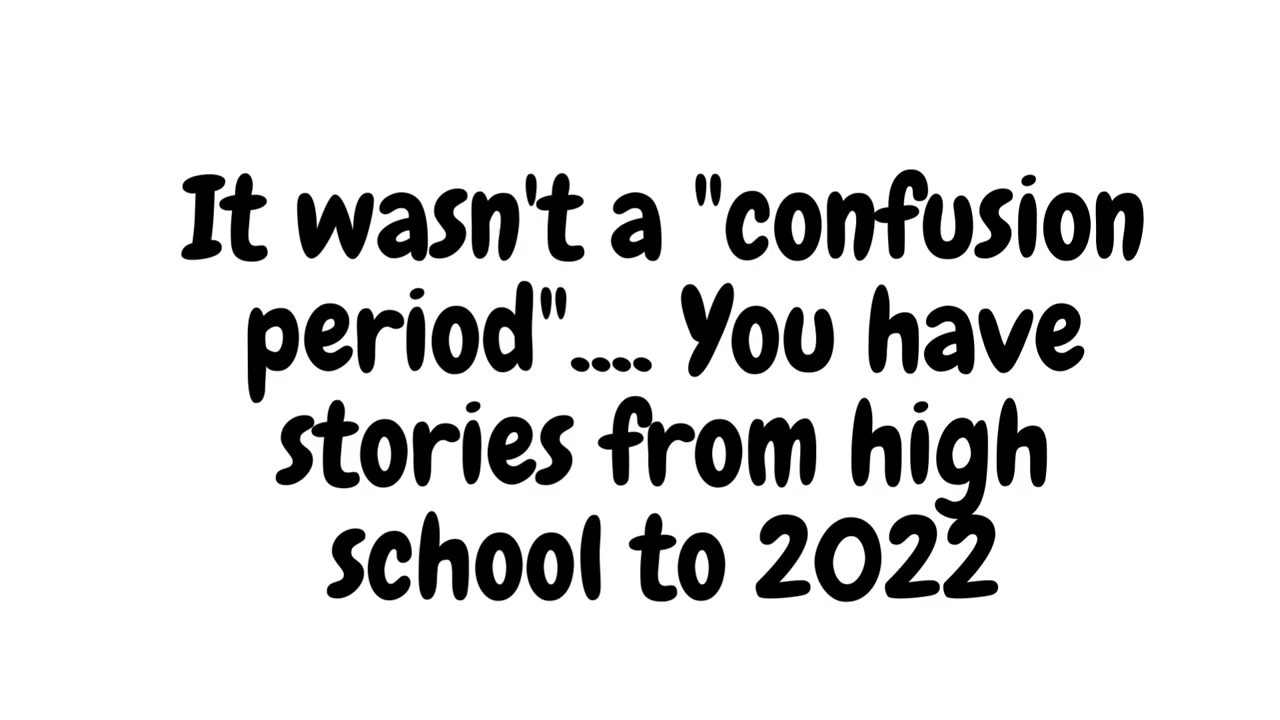 It wasn't a "confusion
period".... You have
stories from high
school to 2022